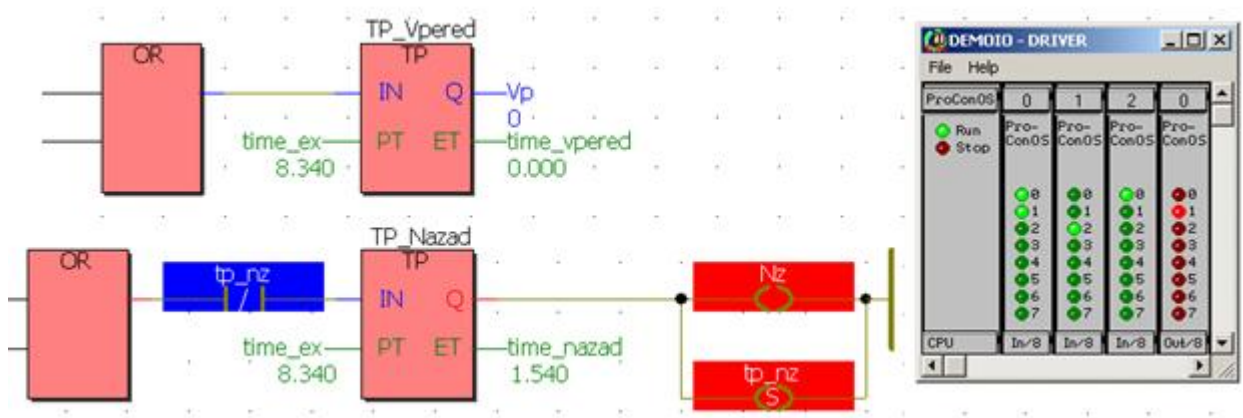 TP_Vpered
OR
TP
IN Q Vp
0
time_ex PT ET time_vpered
8.340 0.000
TP_Nazad
OR
TP
tp_nz
/
IN Q
Nz
time_ex PT ET time_nazad
8.340 1.540
tp_nz
S
DEMOIO - DRIVER
File Help
ProConOS 0 1 2 0
Run
Stop
Pro-ConOS Pro-ConOS Pro-ConOS Pro-ConOS
0 0 0 0
1 1 1 1
2 2 2 2
3 3 3 3
4 4 4 4
5 5 5 5
6 6 6 6
7 7 7 7
CPU In/8 In/8 In/8 Out/8